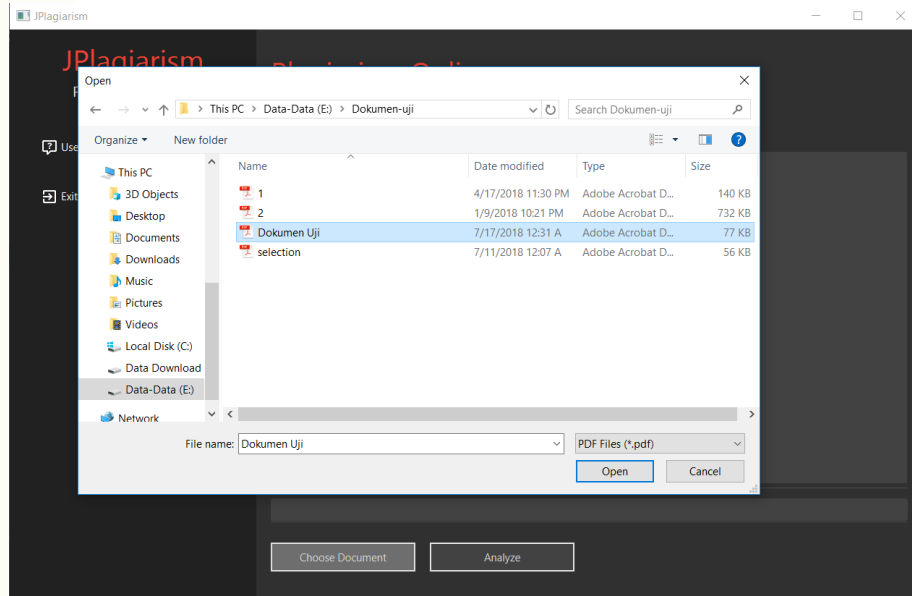 JPlagiarism
JPlagiarism
Open
This PC > Data-Data (E:) > Dokumen-uji
Search Dokumen-uji
Organize
New folder
Use
Exit
This PC
3D Objects
Desktop
Documents
Downloads
Music
Pictures
Videos
Local Disk (C:)
Data Download
Data-Data (E:)
Network
Name Date modified Type Size
1 4/17/2018 11:30 PM Adobe Acrobat D... 140 KB
2 1/9/2018 10:21 PM Adobe Acrobat D... 732 KB
Dokumen Uji 7/17/2018 12:31 A Adobe Acrobat D... 77 KB
selection 7/11/2018 12:07 A Adobe Acrobat D... 56 KB
File name: Dokumen Uji PDF Files (*.pdf)
Open Cancel
Choose Document Analyze